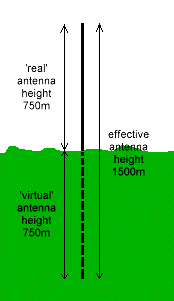 'real'
antenna
height
750m
effective
antenna
height
1500m
'virtual'
antenna
height
750m